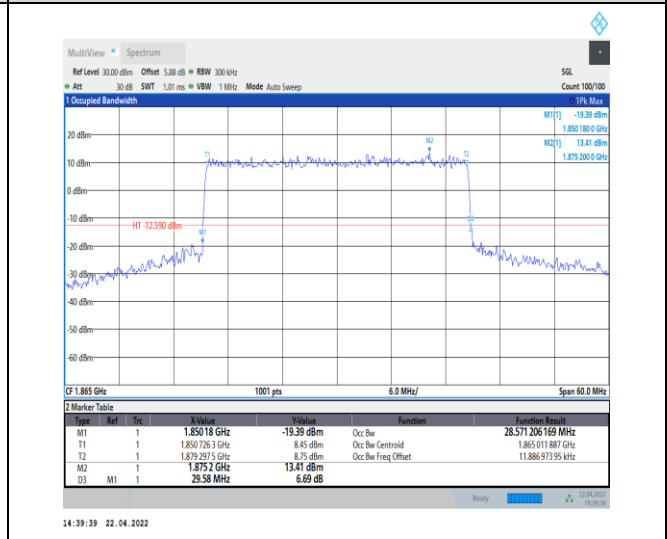 MultiView Spectrum
Ref Level 30.00 dBm Offset 5.88 dB RBW 300 kHz SGL
Att 30 dB SWT 1.01 ms VBW 1 MHz Mode Auto Sweep Count 100/100
1 Occupied Bandwidth 1Pk Max
M1[1] -19.39 dBm
1.850 180 0 GHz
20 dBm
M2 M2[1] 13.41 dBm
T1 T2 1.875 200 0 GHz
10 dBm
0 dBm
-10 dBm
H1 -12.590 dBm
M1
-20 dBm
-30 dBm
-40 dBm
-50 dBm
-60 dBm
CF 1.865 GHz 1001 pts 6.0 MHz/ Span 60.0 MHz
2 Marker Table
Type Ref Trc X-Value Y-Value Function Function Result
M1 1 1.85018 GHz -19.39 dBm Occ Bw 28.571 206 169 MHz
T1 1 1.850 726 3 GHz 8.45 dBm Occ Bw Centroid 1.865 011 887 GHz
T2 1 1.879 297 5 GHz 8.75 dBm Occ Bw Freq Offset 11.886 973 95 kHz
M2 1 1.8752 GHz 13.41 dBm
D3 M1 1 29.58 MHz 6.69 dB
Ready 22.04.2022
14:39:39
14:39:39 22.04.2022